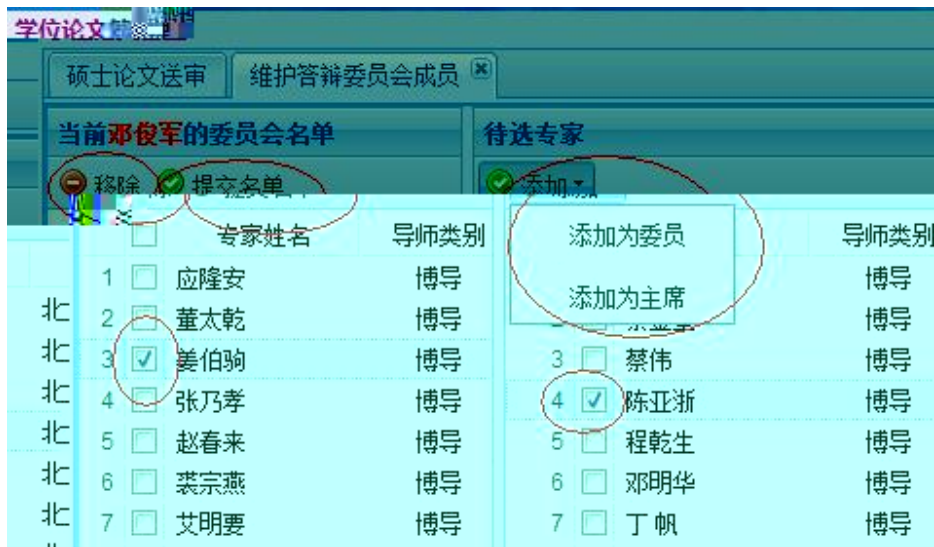 学位论文管
硕士论文送审 维护答辩委员会成员
当前邓俊军的委员会名单 待选专家
移除 提交名单 添加
专家姓名 导师类别 添加为委员 导师类别
1 应隆安 博导 博导
北 2 董太乾 博导 添加为主席 博导
北 3 姜伯驹 博导 3 蔡伟 博导
北 4 张乃孝 博导 4 陈亚浙 博导
北 5 赵春来 博导 5 程乾生 博导
北 6 裘宗燕 博导 6 邓明华 博导
北 7 艾明要 博导 7 丁帆 博导